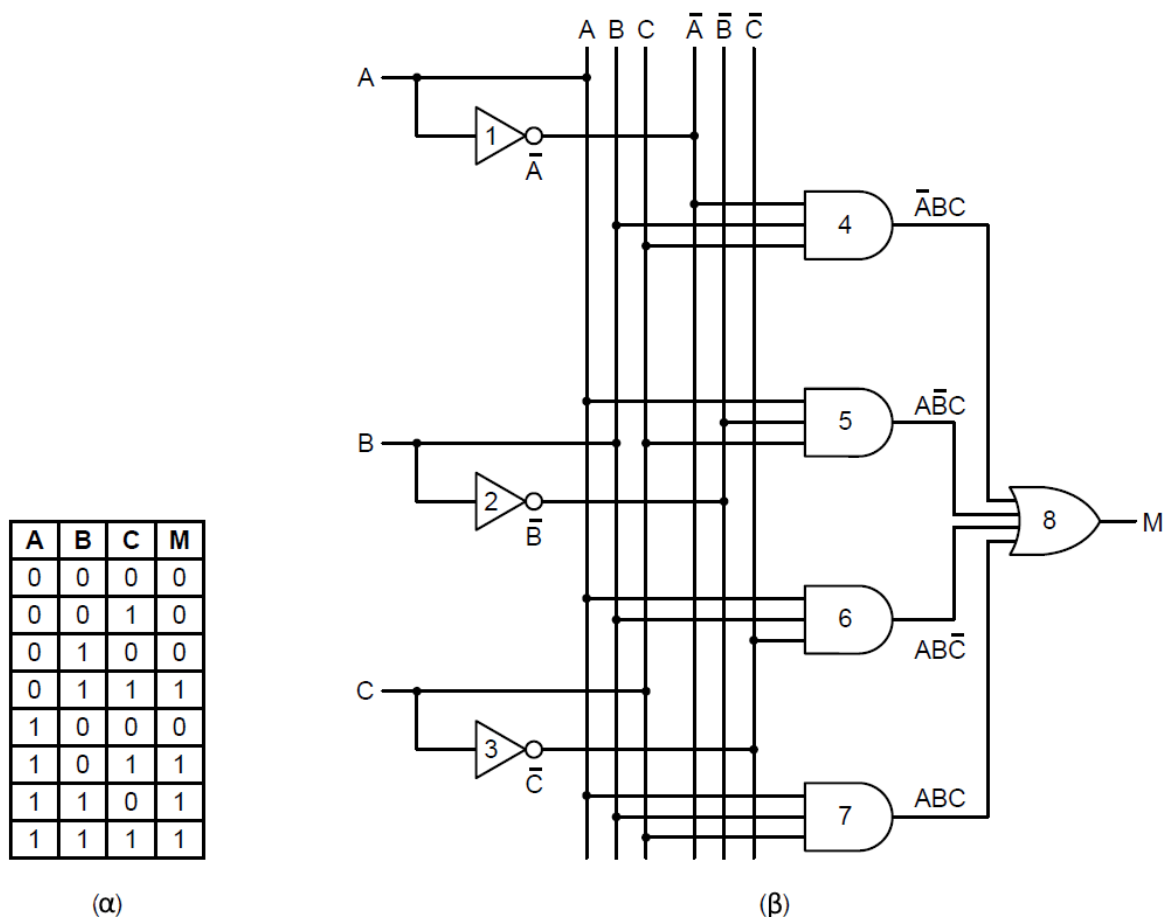 A B C A̅ B̅ C̅
A
1
A̅
4
A̅BC
5
AB̅C
B
2
B̅
8
M
6
ABC̅
C
3
C̅
7
ABC
A B C M
0 0 0 0
0 0 1 0
0 1 0 0
0 1 1 1
1 0 0 0
1 0 1 1
1 1 0 1
1 1 1 1
(α)
(β)